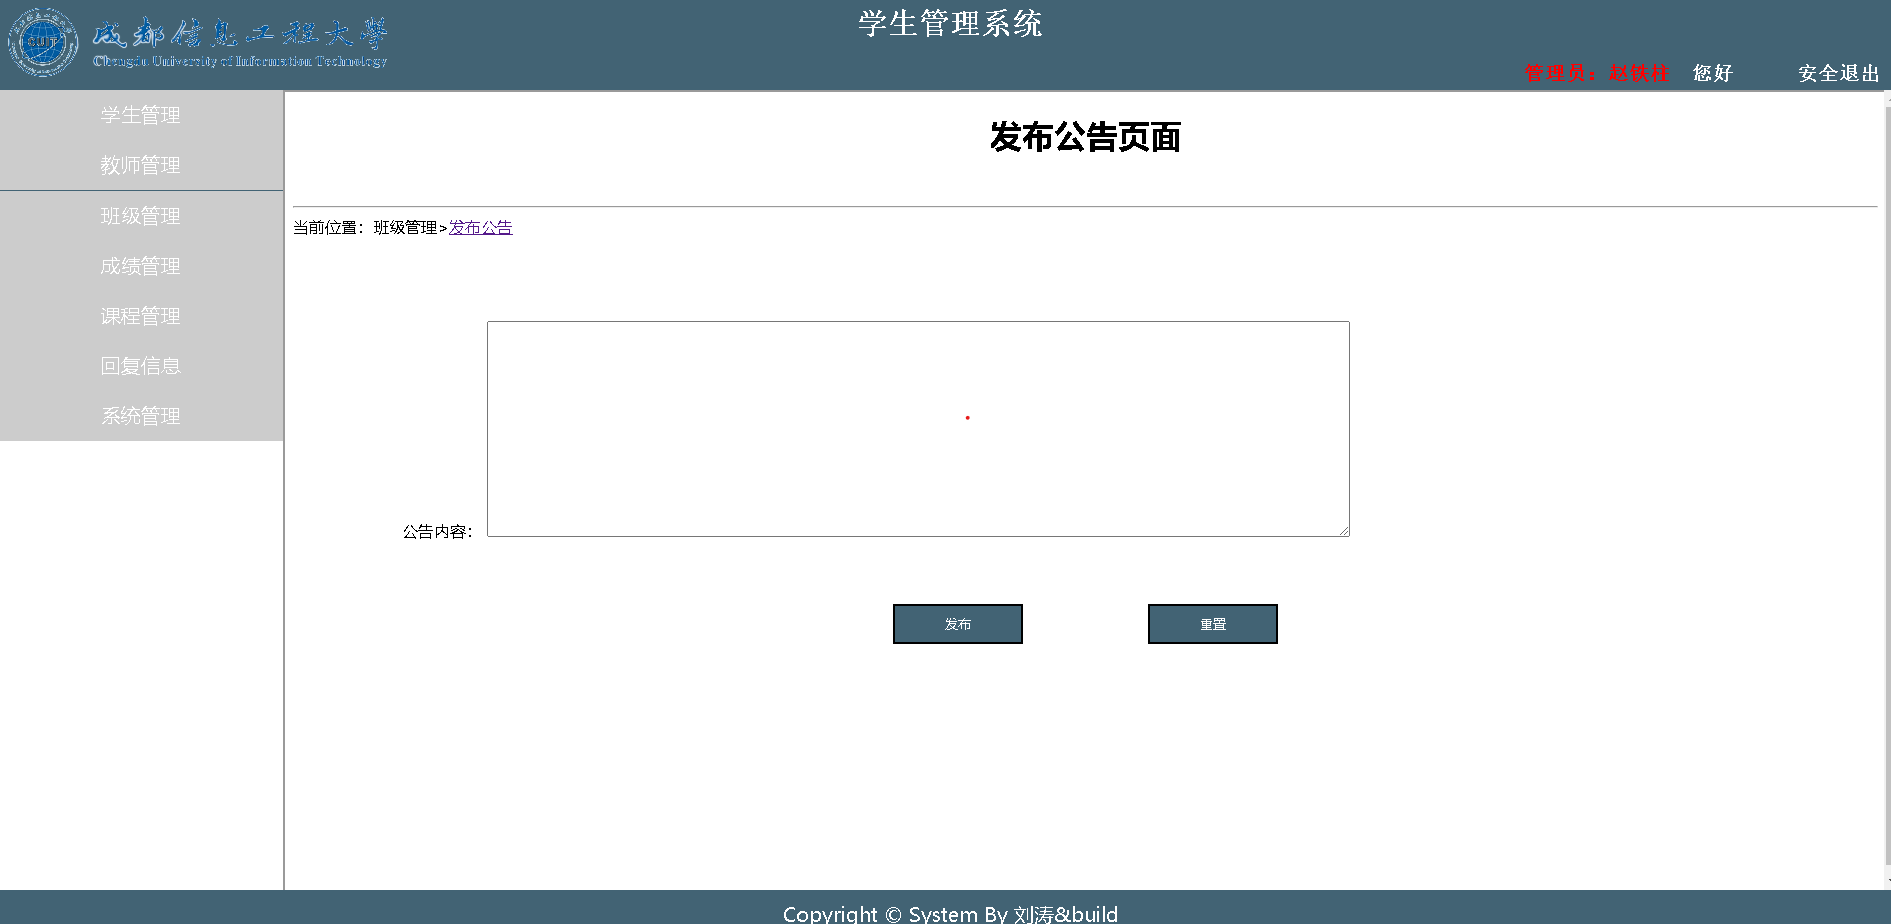 成都信息工程大學
Chengdu University of Information Technology
学生管理系统
管理员：赵铁柱 您好 安全退出
学生管理
教师管理
班级管理
成绩管理
课程管理
回复信息
系统管理
发布公告页面
当前位置：班级管理>发布公告
公告内容：
发布 重置
Copyright © System By 刘涛&build